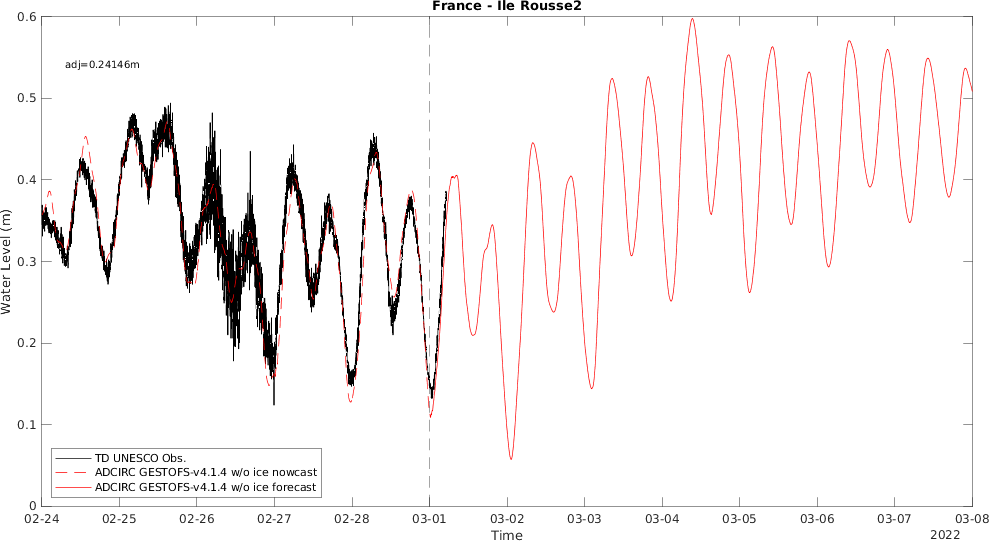 France - Ile Rousse2
adj=0.24146m
Water Level (m)
0.6
0.5
0.4
0.3
0.2
0.1
0
TD UNESCO Obs.
ADCIRC GESTOFS-v4.1.4 w/o ice nowcast
ADCIRC GESTOFS-v4.1.4 w/o ice forecast
02-24 02-25 02-26 02-27 02-28 03-01 03-02 03-03 03-04 03-05 03-06 03-07 03-08
Time
2022